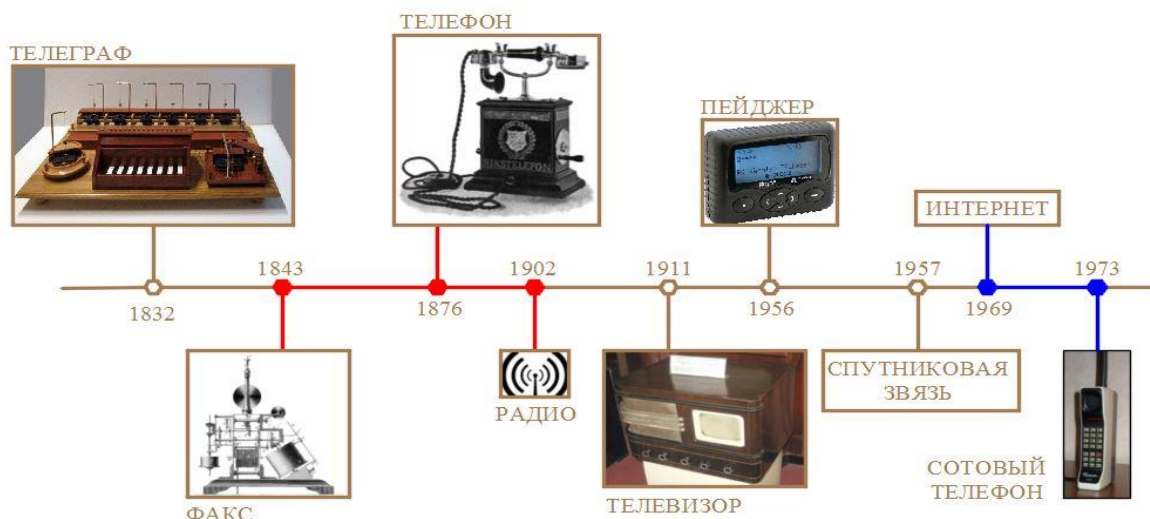 ТЕЛЕГРАФ
ТЕЛЕФОН
RIKSTELEFON
ПЕЙДЖЕР
ИНТЕРНЕТ
1843
1902
1911
1957
1973
1832
1876
1956
1969
ФАКС
РАДИО
ТЕЛЕВИЗОР
СПУТНИКОВАЯ
ЗВЯЗЬ
СОТОВЫЙ
ТЕЛЕФОН